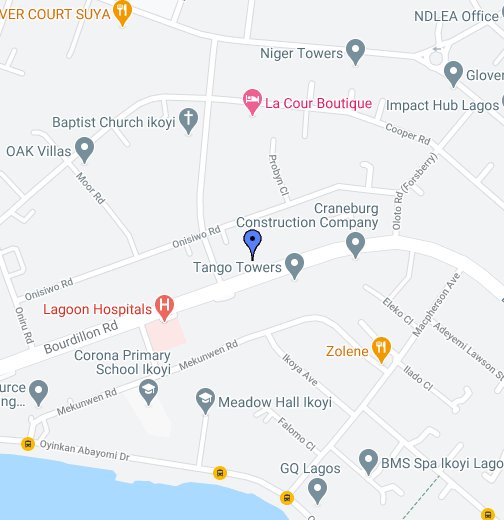 VER COURT SUYA
NDLEA Office
Niger Towers
Glover
La Cour Boutique
Impact Hub Lagos
Baptist Church ikoyi
Cooper Rd
OAK Villas
Probyn Cl
Moor Rd
Oloto Rd (Forsberry)
Craneburg
Construction Company
Onisiwo Rd
Tango Towers
Onisiwo Rd
Macpherson Ave
Eleko Cl
Lagoon Hospitals
H
Oniru Rd
Bourdillon Rd
Adeyemi Lawson St
Mekunwen Rd
Zolene
Corona Primary
School Ikoyi
Ikoya Ave
Ilado Cl
urce
ng...
Mekunwen Rd
Meadow Hall Ikoyi
Falomo Cl
Oyinkan Abayomi Dr
BMS Spa Ikoyi Lago
GQ Lagos